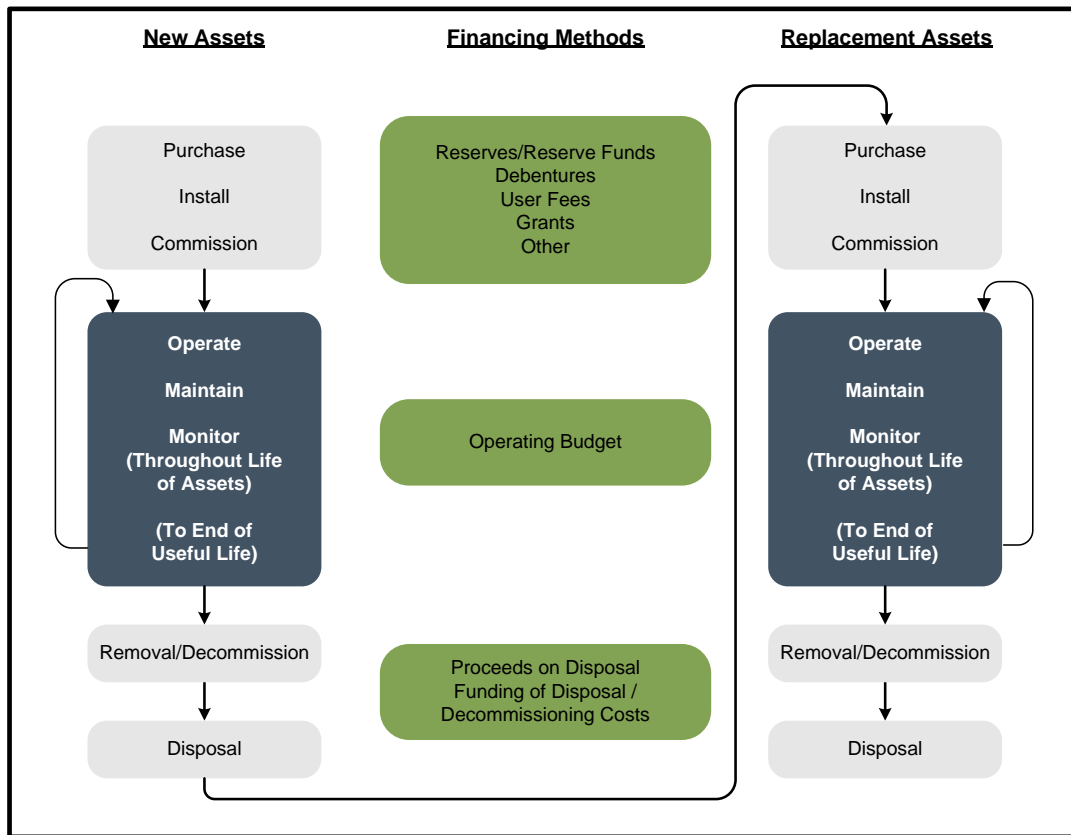 New Assets
Purchase
Install
Commission
Operate
Maintain
Monitor
(Throughout Life
of Assets)
(To End of
Useful Life)
Removal/Decommission
Disposal
Financing Methods
Reserves/Reserve Funds
Debentures
User Fees
Grants
Other
Operating Budget
Proceeds on Disposal
Funding of Disposal /
Decommissioning Costs
Replacement Assets
Purchase
Install
Commission
Operate
Maintain
Monitor
(Throughout Life
of Assets)
(To End of
Useful Life)
Removal/Decommission
Disposal